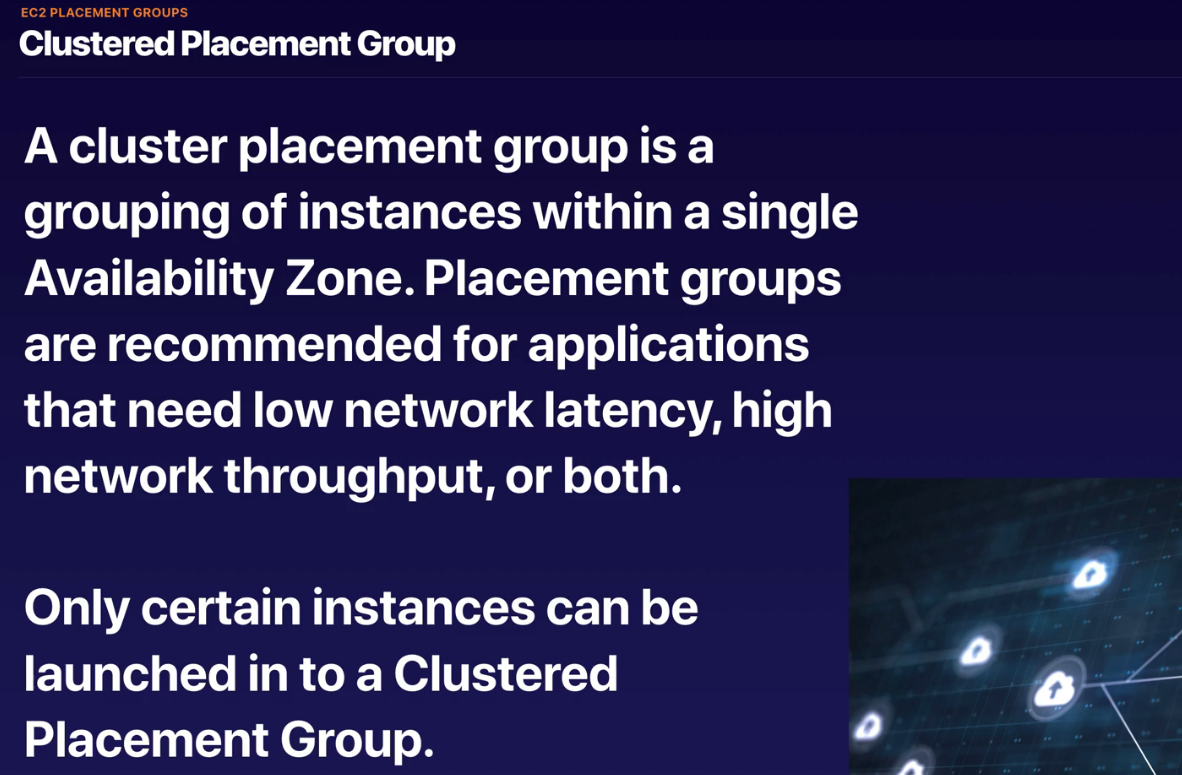 EC2 PLACEMENT GROUPS
Clustered Placement Group
A cluster placement group is a
grouping of instances within a single
Availability Zone. Placement groups
are recommended for applications
that need low network latency, high
network throughput, or both.
Only certain instances can be
launched in to a Clustered
Placement Group.